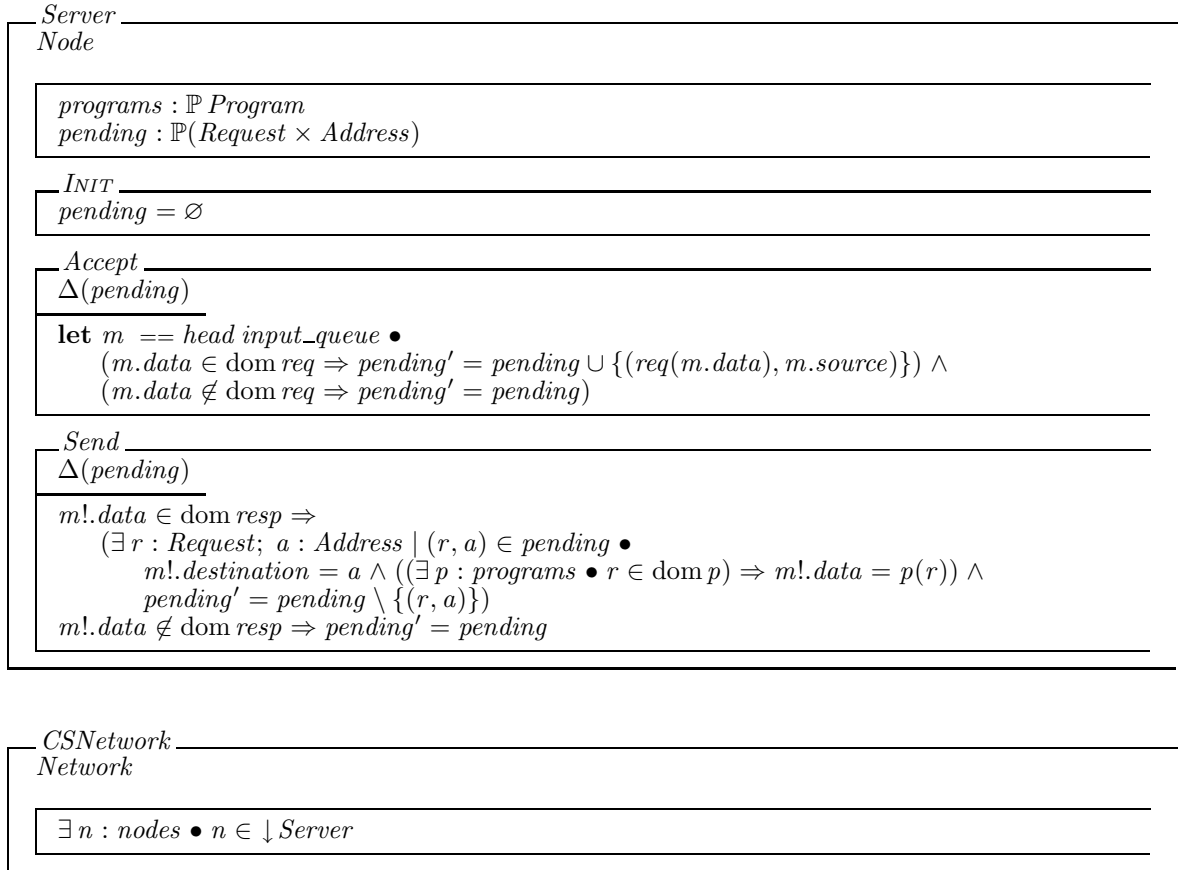 Server
Node
programs : ℙ Program
pending : ℙ(Request × Address)
INIT
pending = ∅
Accept
Δ(pending)
let m == head input_queue •
(m.data ∈ dom req ⇒ pending′ = pending ∪ {(req(m.data), m.source)}) ∧
(m.data ∉ dom req ⇒ pending′ = pending)
Send
Δ(pending)
m!.data ∈ dom resp ⇒
(∃ r : Request; a : Address | (r, a) ∈ pending •
m!.destination = a ∧ ((∃ p : programs • r ∈ dom p) ⇒ m!.data = p(r)) ∧
pending′ = pending \ {(r, a)})
m!.data ∉ dom resp ⇒ pending′ = pending
CSNetwork
Network
∃ n : nodes • n ∈ ↓Server